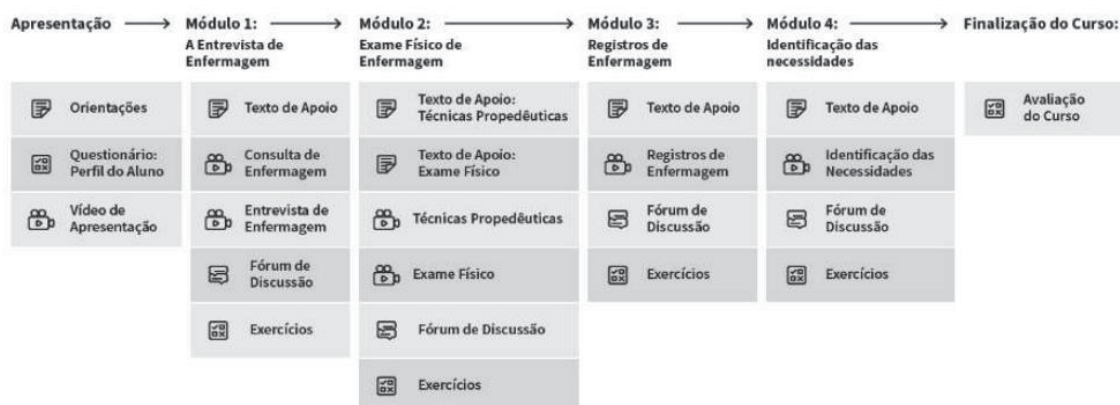 Apresentação
Orientações
Questionário:
Perfil do Aluno
Vídeo de
Apresentação
Módulo 1:
A Entrevista de
Enfermagem
Texto de Apoio
Consulta de
Enfermagem
Entrevista de
Enfermagem
Fórum de
Discussão
Exercícios
Módulo 2:
Exame Físico de
Enfermagem
Texto de Apoio:
Técnicas Propedêuticas
Texto de Apoio:
Exame Físico
Técnicas Propedêuticas
Exame Físico
Fórum de Discussão
Exercícios
Módulo 3:
Registros de
Enfermagem
Texto de Apoio
Registros de
Enfermagem
Fórum de
Discussão
Exercícios
Módulo 4:
Identificação das
necessidades
Texto de Apoio
Identificação das
Necessidades
Fórum de
Discussão
Exercícios
Finalização do Curso:
Avaliação
do Curso